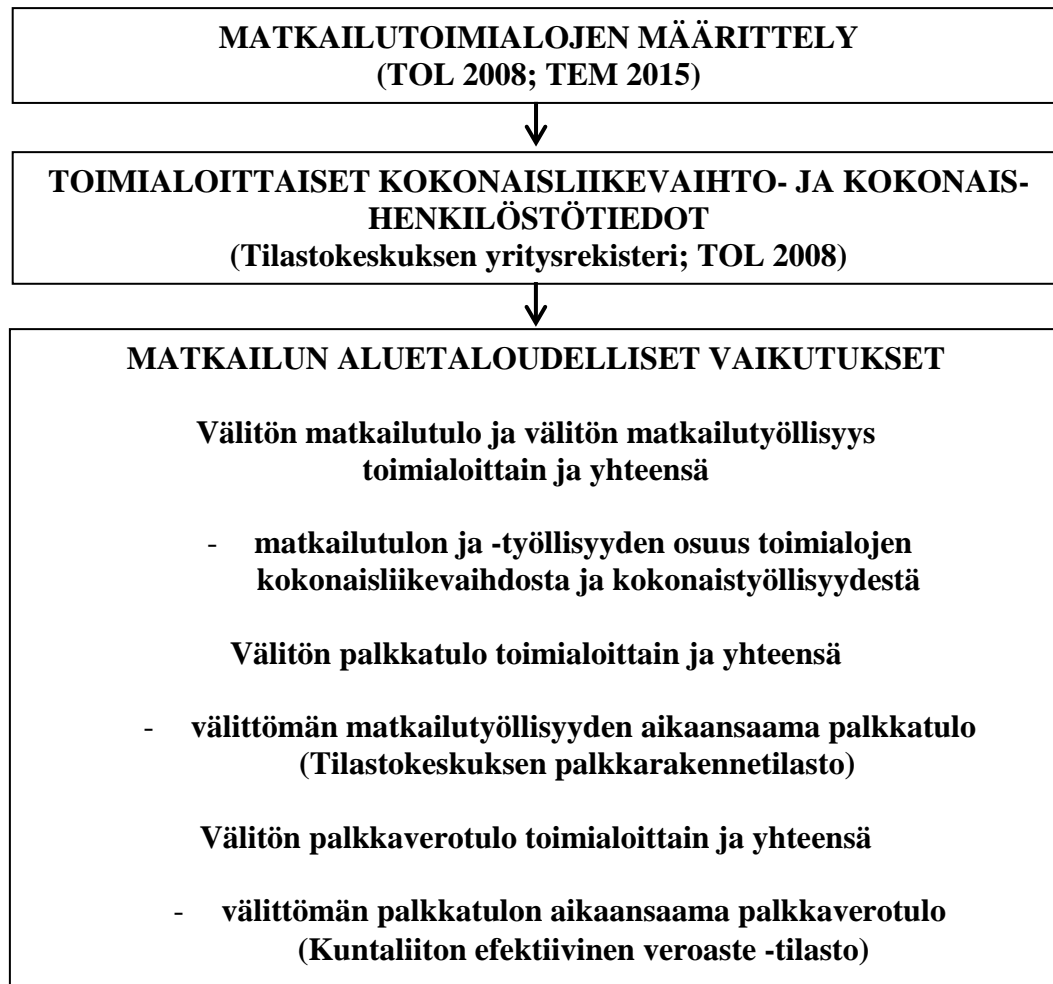 MATKAILUTOIMIALOJEN MÄÄRITTELY
(TOL 2008; TEM 2015)
TOIMIALOITTAISET KOKONAISLIIKEVAIHTO- JA KOKONAIS-
HENKILÖSTÖTIEDOT
(Tilastokeskuksen yritysrekisteri; TOL 2008)
MATKAILUN ALUETALOUDELLISET VAIKUTUKSET
Välitön matkailutulo ja välitön matkailutyöllisyys
toimialoittain ja yhteensä
- matkailutulon ja -työllisyyden osuus toimialojen
kokonaisliikevaihdosta ja kokonaistyöllisyydestä
Välitön palkkatulo toimialoittain ja yhteensä
- välittömän matkailutyöllisyyden aikaansaama palkkatulo
(Tilastokeskuksen palkkarakennetilasto)
Välitön palkkaverotulo toimialoittain ja yhteensä
- välittömän palkkatulon aikaansaama palkkaverotulo
(Kuntaliiton efektiivinen veroaste -tilasto)